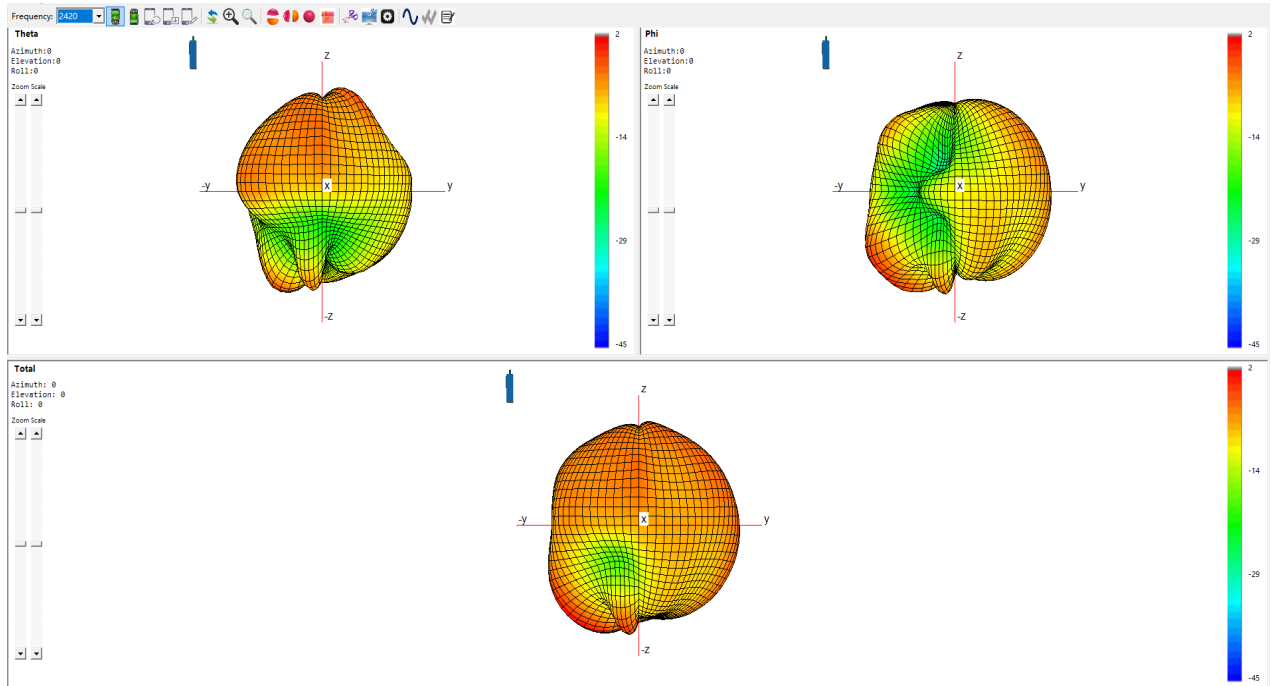 Frequency: 2420
Theta
Azimuth:0
Elevation:0
Roll:0
Zoom Scale
z
-y
x
y
-z
2
-14
-29
-45
Phi
Azimuth:0
Elevation:0
Roll:0
Zoom Scale
z
-y
x
y
-z
2
-14
-29
-45
Total
Azimuth: 0
Elevation: 0
Roll: 0
Zoom Scale
z
-y
x
y
-z
2
-14
-29
-45